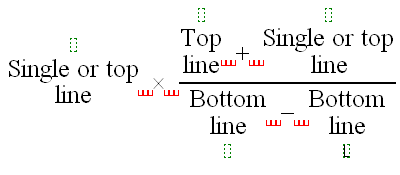 Single or top
line
×
Top
line
+
Single or top
line
Bottom
line
−
Bottom
line